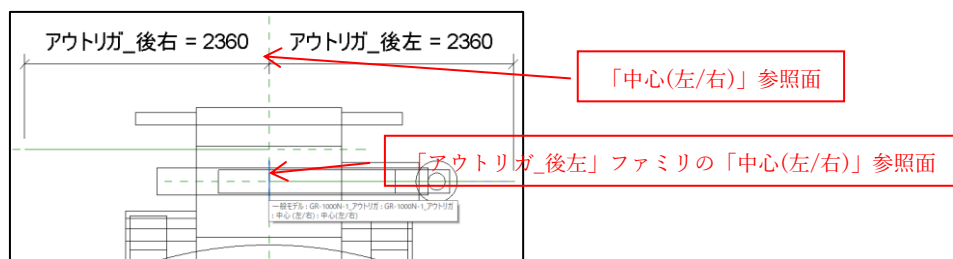 アウトリガ_後右 = 2360
アウトリガ_後左 = 2360
「中心(左/右)」参照面
「アウトリガ_後左」ファミリの「中心(左/右)」参照面
一般モデル : GR-1000N-1_アウトリガ : GR-1000N-1_アウトリガ
: 中心 (左/右) : 中心(左/右)